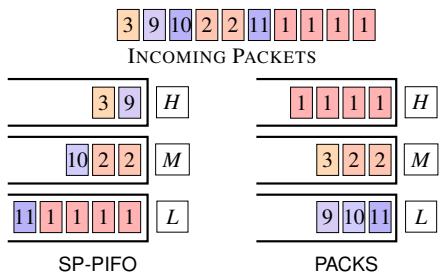 3 9 10 2 2 11 1 1 1 1
INCOMING PACKETS
3 9 H
1 1 1 1 H
10 2 2 M
3 2 2 M
11 1 1 1 1 L
9 10 11 L
SP-PIFO
PACKS